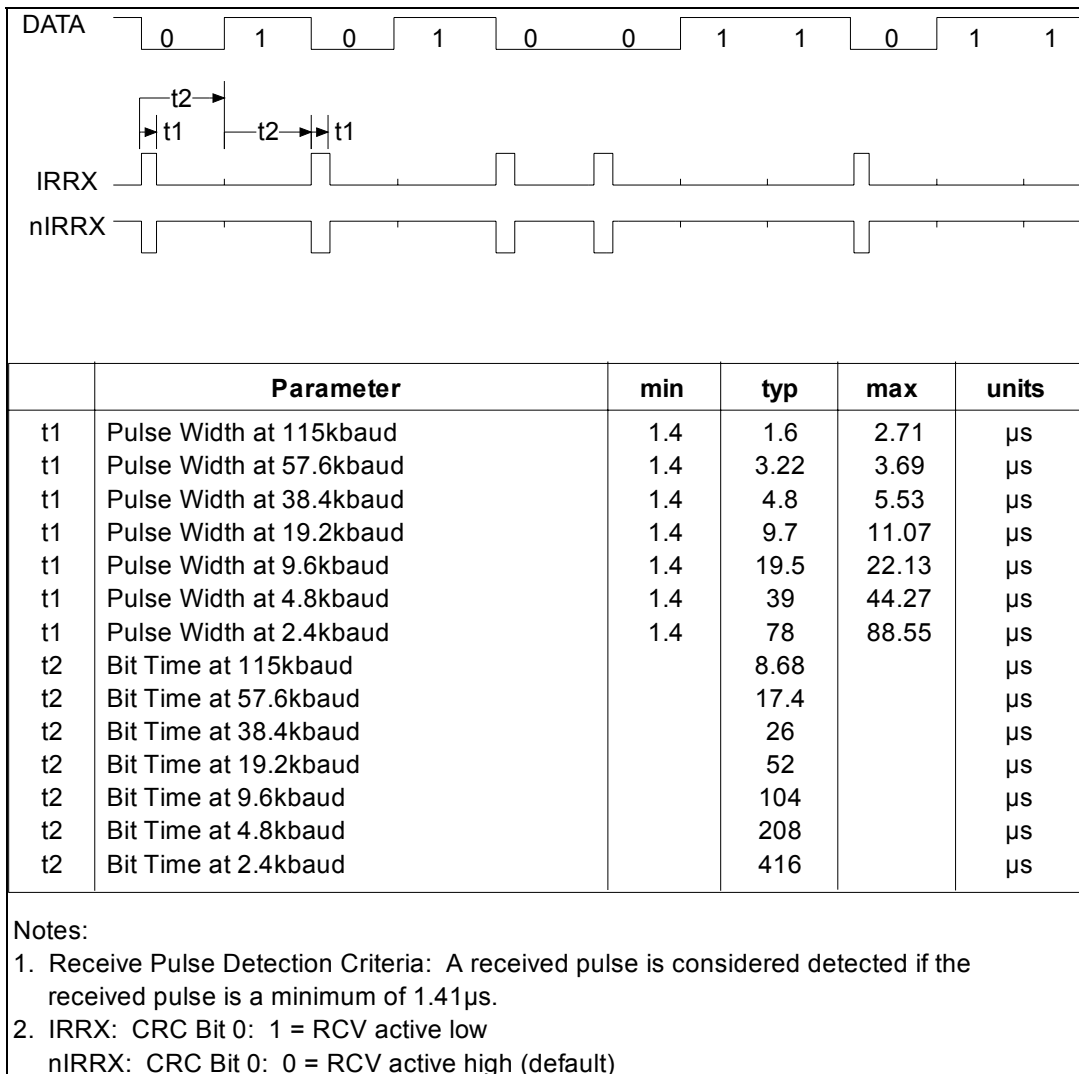 DATA 0 1 0 1 0 0 1 1 0 1 1
t2
t1 t2 t1
IRRX
nIRRX
Parameter min typ max units
t1 Pulse Width at 115kbaud 1.4 1.6 2.71 µs
t1 Pulse Width at 57.6kbaud 1.4 3.22 3.69 µs
t1 Pulse Width at 38.4kbaud 1.4 4.8 5.53 µs
t1 Pulse Width at 19.2kbaud 1.4 9.7 11.07 µs
t1 Pulse Width at 9.6kbaud 1.4 19.5 22.13 µs
t1 Pulse Width at 4.8kbaud 1.4 39 44.27 µs
t1 Pulse Width at 2.4kbaud 1.4 78 88.55 µs
t2 Bit Time at 115kbaud 8.68 µs
t2 Bit Time at 57.6kbaud 17.4 µs
t2 Bit Time at 38.4kbaud 26 µs
t2 Bit Time at 19.2kbaud 52 µs
t2 Bit Time at 9.6kbaud 104 µs
t2 Bit Time at 4.8kbaud 208 µs
t2 Bit Time at 2.4kbaud 416 µs
Notes:
1. Receive Pulse Detection Criteria: A received pulse is considered detected if the
received pulse is a minimum of 1.41µs.
2. IRRX: CRC Bit 0: 1 = RCV active low
nIRRX: CRC Bit 0: 0 = RCV active high (default)